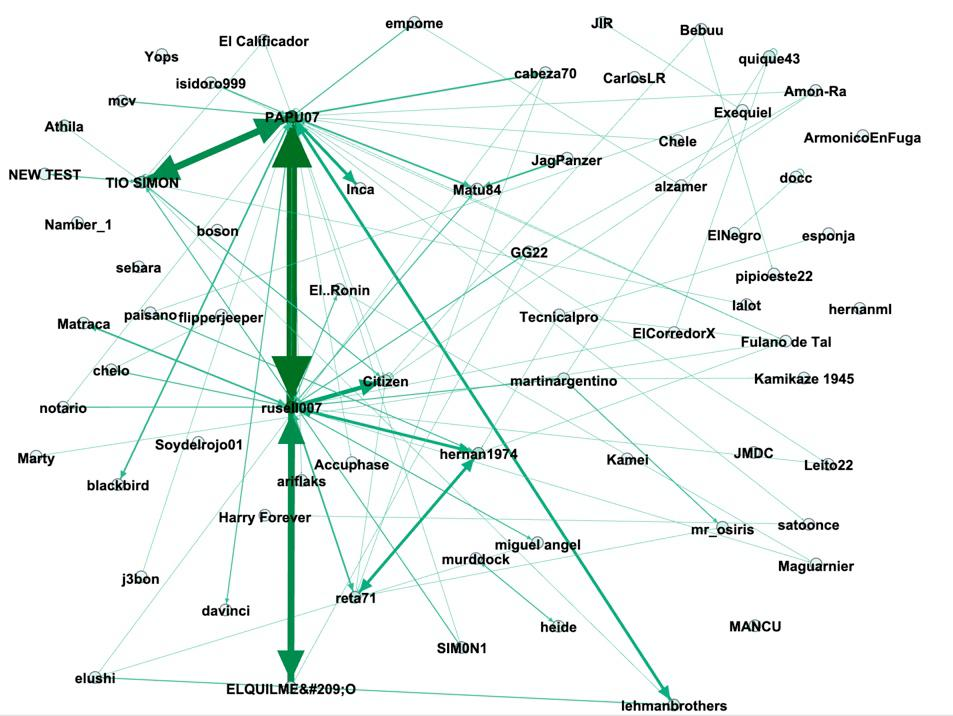 empome
JIR
Bebuu
El Calificador
Yops
quique43
isidoro999
cabeza70
CarlosLR
Amon-Ra
mcv
PAPU07
Exequiel
Athila
Chele
ArmonicoEnFuga
JagPanzer
NEW TEST
TIO SIMON
Inca
Matu84
alzamer
docc
Namber_1
boson
ElNegro
esponja
GG22
sebara
pipioeste22
El..Ronin
lalot
hernanml
Matraca
paisano
flipperjeeper
Tecnicalpro
ElCorredorX
Fulano de Tal
chelo
Citizen
martinargentino
Kamikaze 1945
notario
rusell007
Soydelrojo01
hernan1974
Marty
Accuphase
Kamei
JMDC
Leito22
blackbird
ariflaks
Harry Forever
mr_osiris
satoonce
miguel angel
murddock
Maguarnier
j3bon
reta71
davinci
heide
MANCU
SIM0N1
elushi
ELQUILME&#209;O
lehmanbrothers